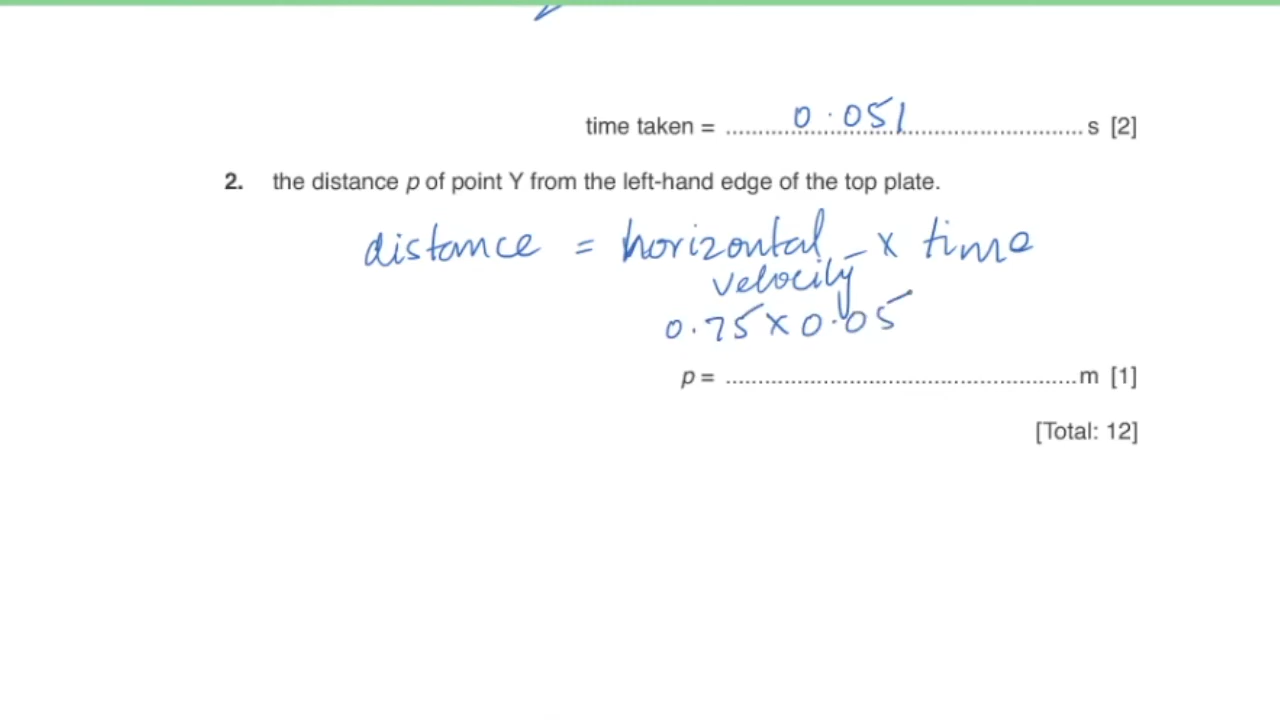 time taken = ........ 0.051 ........ s [2]
2. the distance p of point Y from the left-hand edge of the top plate.
distance = horizontal velocity × time
0.75 × 0.05
p = ................ m [1]
[Total: 12]